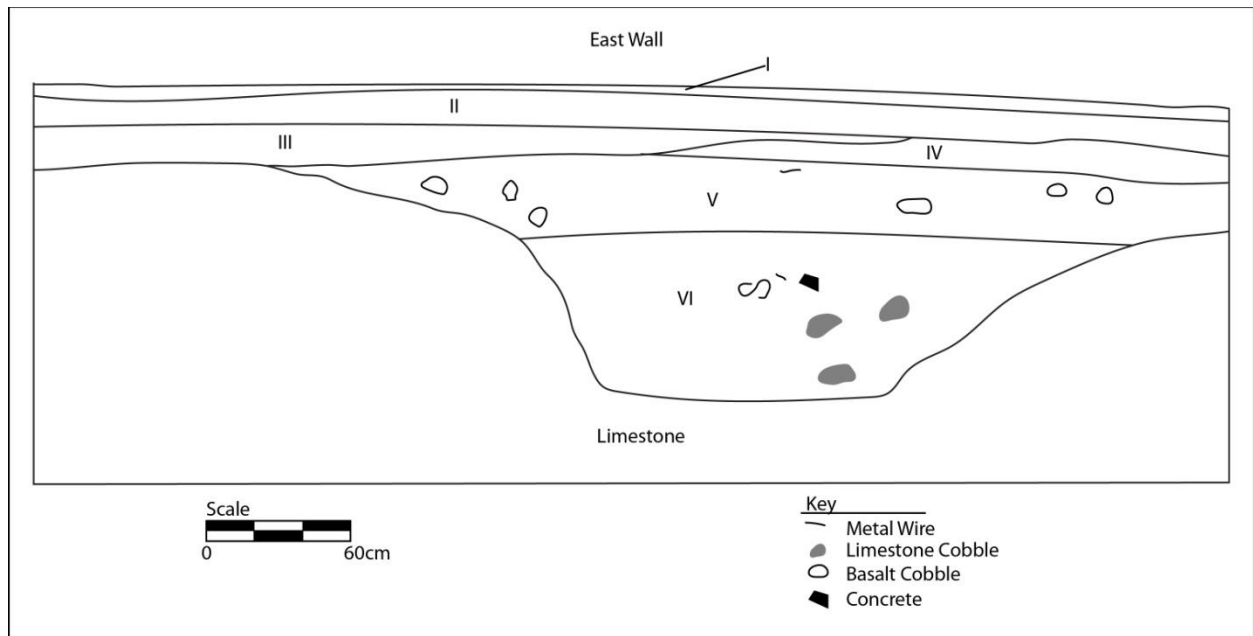 East Wall
I
II
III
IV
V
VI
Limestone
Scale
0 60cm
Key
Metal Wire
Limestone Cobble
Basalt Cobble
Concrete